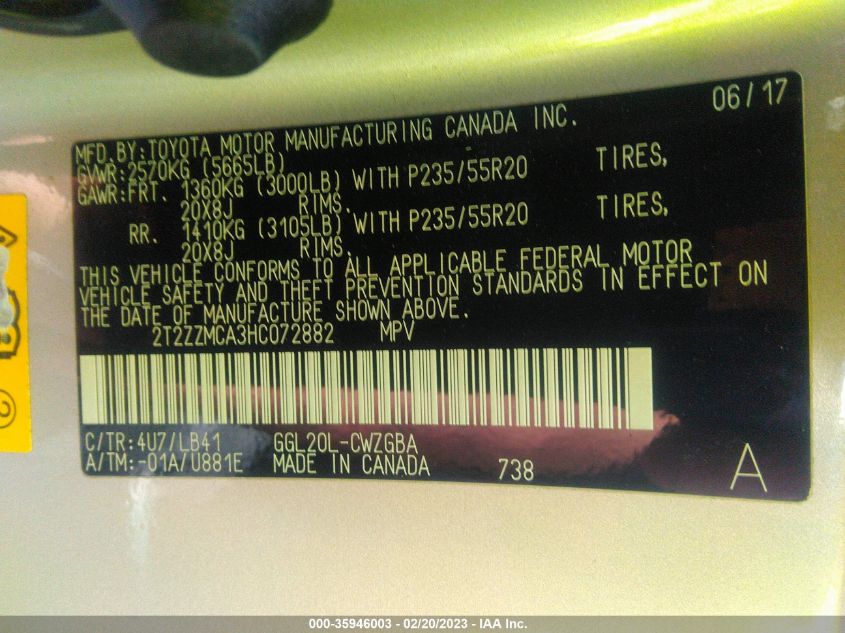 06/17
MFD.BY:TOYOTA MOTOR MANUFACTURING CANADA INC.
GVWR:2570KG (5665LB)
GAWR:FRT. 1360KG (3000LB) WITH P235/55R20 TIRES,
20X8J RIMS.
RR. 1410KG (3105LB) WITH P235/55R20 TIRES,
20X8J RIMS.
THIS VEHICLE CONFORMS TO ALL APPLICABLE FEDERAL MOTOR
VEHICLE SAFETY AND THEFT PREVENTION STANDARDS IN EFFECT ON
THE DATE OF MANUFACTURE SHOWN ABOVE.
2T2ZZMCA3HC072882 MPV
C/TR:4U7/LB41 GGL20L-CWZGBA
A/TM:-01A/U881E MADE IN CANADA 738 A
000-35946003 - 02/20/2023 - IAA Inc.